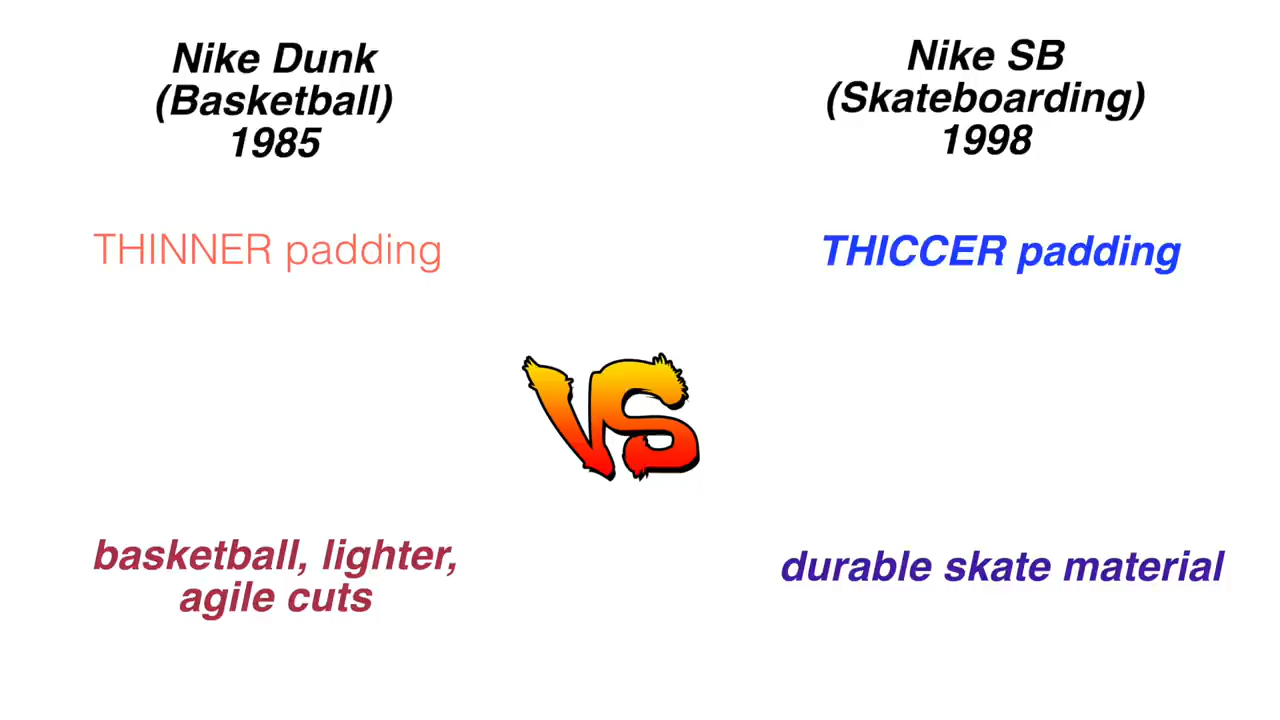 Nike Dunk
(Basketball)
1985
Nike SB
(Skateboarding)
1998
THINNER padding
THICCER padding
VS
basketball, lighter,
agile cuts
durable skate material